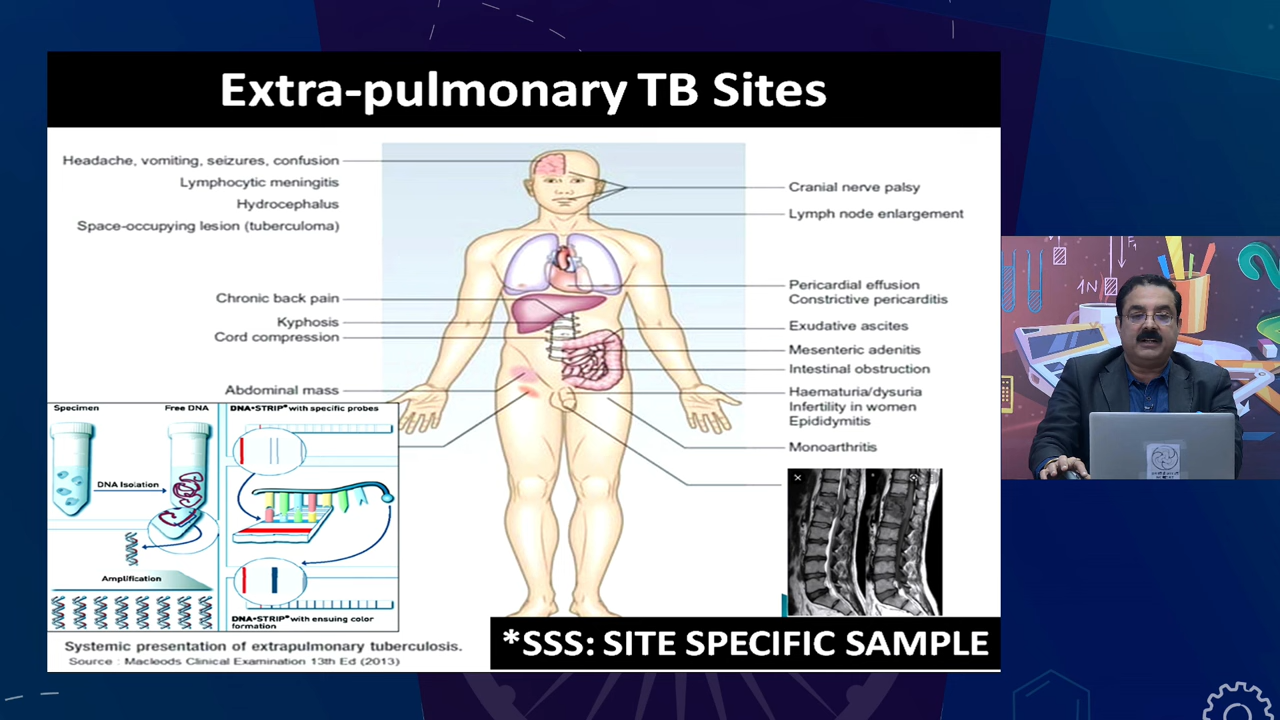 Extra-pulmonary TB Sites
Headache, vomiting, seizures, confusion
Lymphocytic meningitis
Hydrocephalus
Space-occupying lesion (tuberculoma)
Chronic back pain
Kyphosis
Cord compression
Abdominal mass
Cranial nerve palsy
Lymph node enlargement
Pericardial effusion
Constrictive pericarditis
Exudative ascites
Mesenteric adenitis
Intestinal obstruction
Haematuria/dysuria
Infertility in women
Epididymitis
Monoarthritis
Specimen
Free DNA
DNA Isolation
Amplification
DNA•STRIP® with specific probes
DNA•STRIP® with ensuing color
formation
Systemic presentation of extrapulmonary tuberculosis.
Source : Macleods Clinical Examination 13th Ed (2013)
*SSS: SITE SPECIFIC SAMPLE